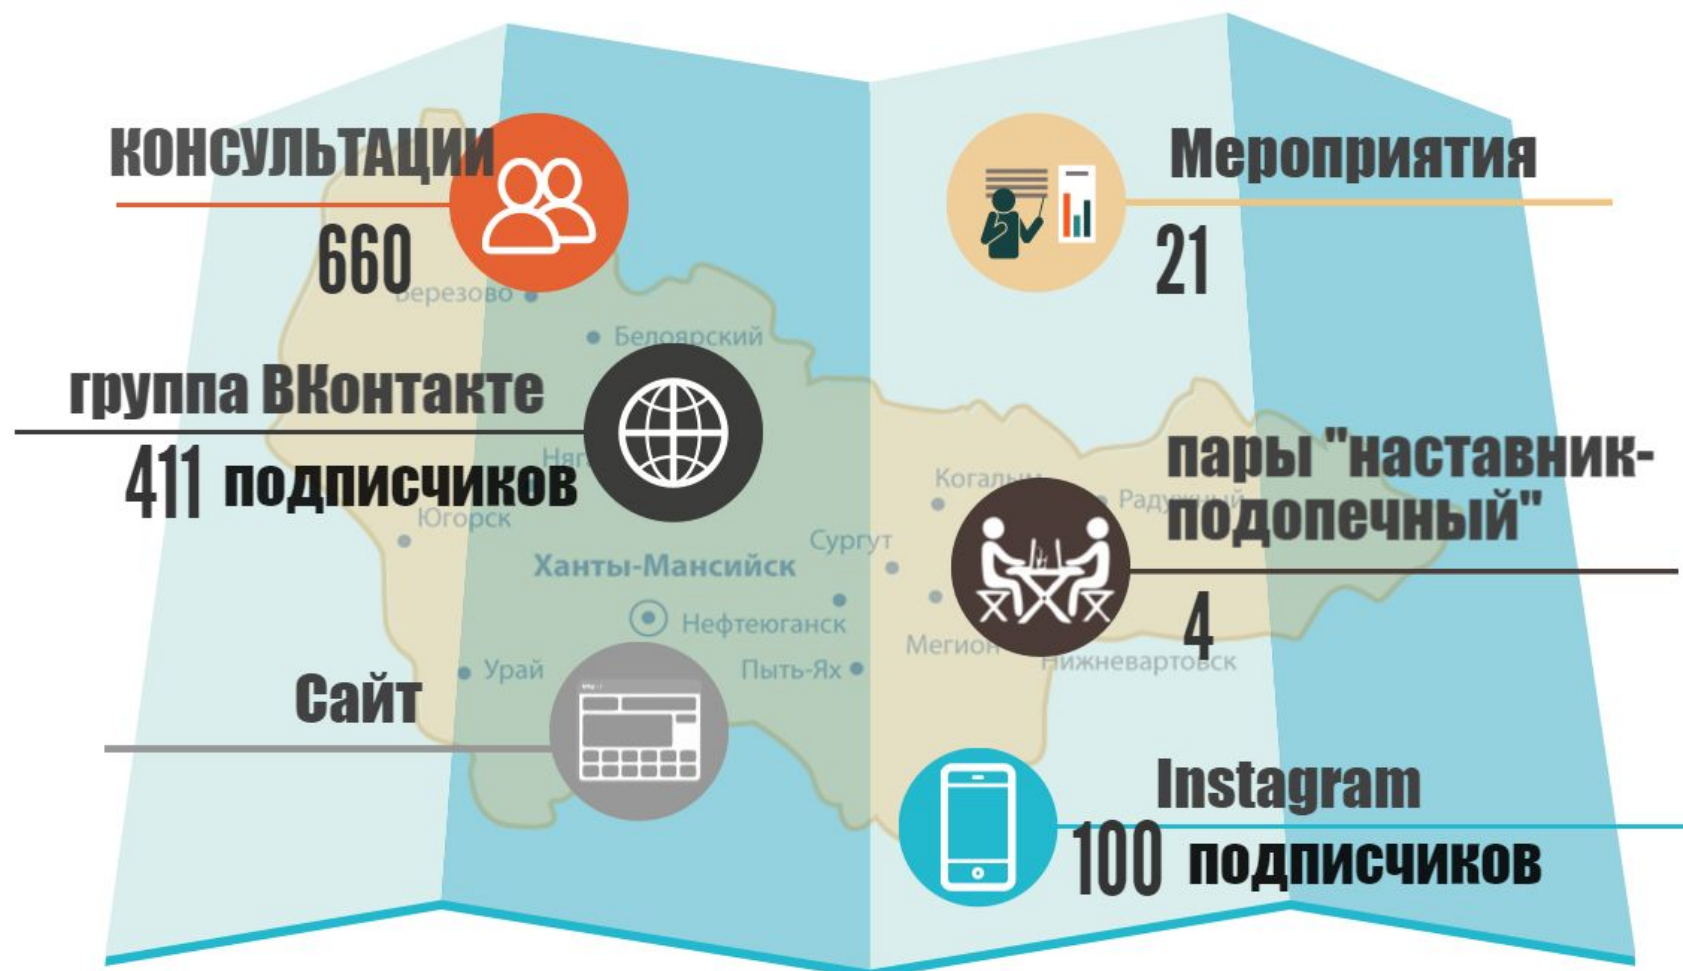 КОНСУЛЬТАЦИИ
660
Мероприятия
21
Березово
Белоярский
группа ВКонтакте
411 подписчиков
Югорск
Ханты-Мансийск
Сургут
Когалым
Радужный
пары "наставник-
подопечный"
4
Нефтеюганск
Мегион
Нижневартовск
Урай
Пыть-Ях
Сайт
Instagram
100 подписчиков